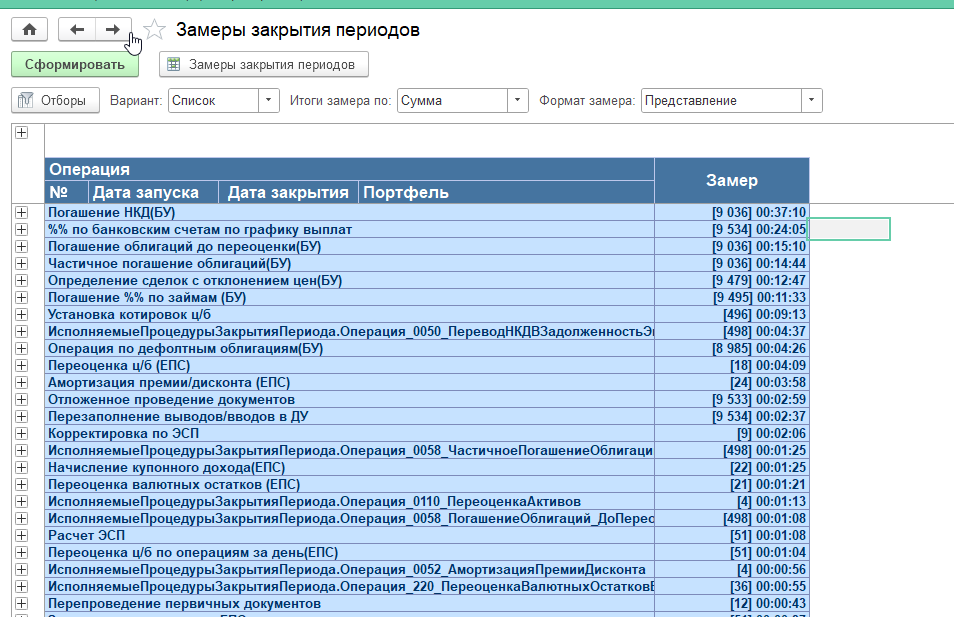 Замеры закрытия периодов
Сформировать
Замеры закрытия периодов
Отборы Вариант: Список Итоги замера по: Сумма Формат замера: Представление
Операция Замер
№ Дата запуска Дата закрытия Портфель
Погашение НКД(БУ) [9 036] 00:37:10
%% по банковским счетам по графику выплат [9 534] 00:24:05
Погашение облигаций до переоценки(БУ) [9 036] 00:15:10
Частичное погашение облигаций(БУ) [9 036] 00:14:44
Определение сделок с отклонением цен(БУ) [9 479] 00:12:47
Погашение %% по займам (БУ) [9 495] 00:11:33
Установка котировок ц/б [496] 00:09:13
ИсполняемыеПроцедурыЗакрытияПериода.Операция_0050_ПереводНКДВЗадолженностьЭ [498] 00:04:37
Операция по дефолтным облигациям(БУ) [8 985] 00:04:26
Переоценка ц/б (ЕПС) [18] 00:04:09
Амортизация премии/дисконта (ЕПС) [24] 00:03:58
Отложенное проведение документов [9 533] 00:02:59
Перезаполнение выводов/вводов в ДУ [9 534] 00:02:37
Корректировка по ЭСП [9] 00:02:06
ИсполняемыеПроцедурыЗакрытияПериода.Операция_0058_ЧастичноеПогашениеОблигаци [498] 00:01:25
Начисление купонного дохода(ЕПС) [22] 00:01:25
Переоценка валютных остатков (ЕПС) [21] 00:01:21
ИсполняемыеПроцедурыЗакрытияПериода.Операция_0110_ПереоценкаАктивов [4] 00:01:13
ИсполняемыеПроцедурыЗакрытияПериода.Операция_0058_ПогашениеОблигаций_ДоПерео [498] 00:01:08
Расчет ЭСП [51] 00:01:08
Переоценка ц/б по операциям за день(ЕПС) [51] 00:01:04
ИсполняемыеПроцедурыЗакрытияПериода.Операция_0052_АмортизацияПремииДисконта [4] 00:00:56
ИсполняемыеПроцедурыЗакрытияПериода.Операция_220_ПереоценкаВалютныхОстатков [36] 00:00:55
Перепроведение первичных документов [12] 00:00:43